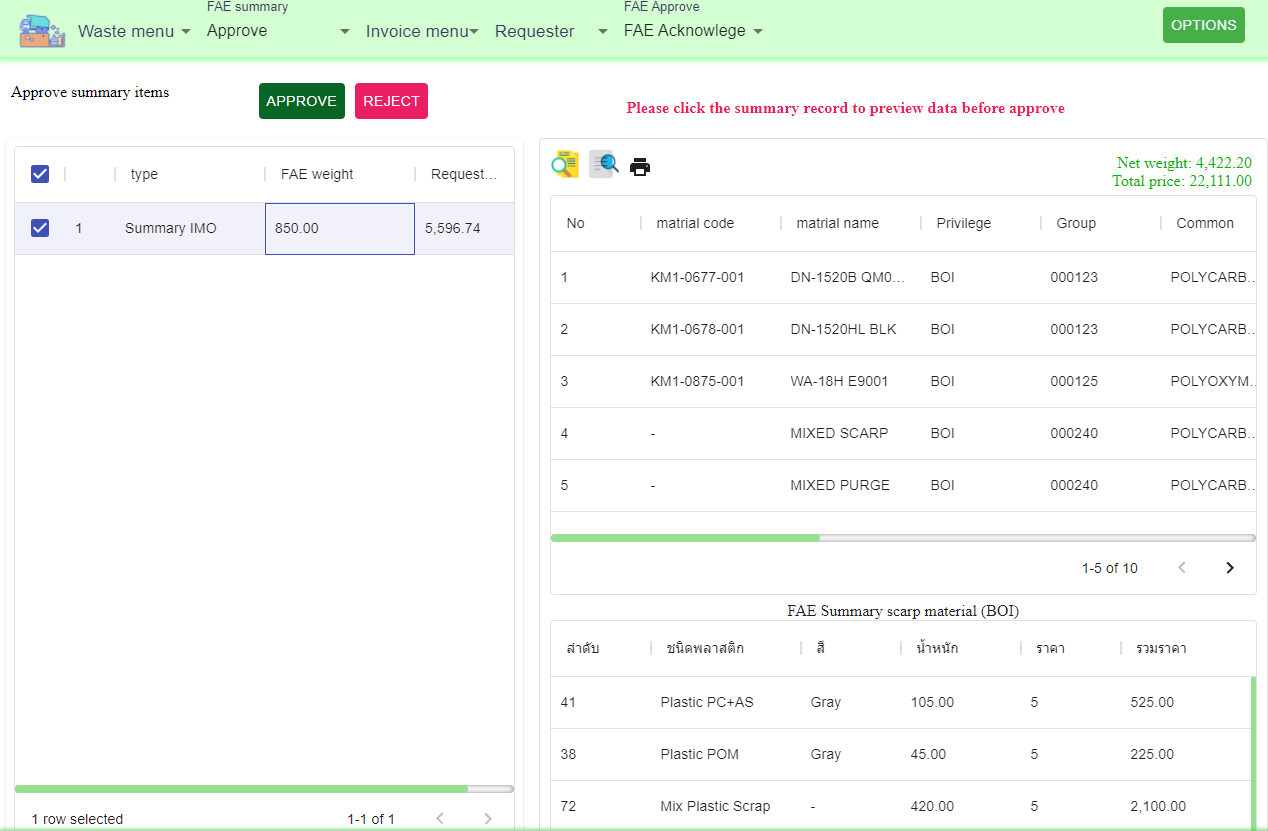 FAE summary
FAE Approve
Waste menu
Approve
Invoice menu
Requester
FAE Acknowlege
OPTIONS
Approve summary items
APPROVE
REJECT
Please click the summary record to preview data before approve
type FAE weight Request...
1 Summary IMO 850.00 5,596.74
1 row selected 1-1 of 1
Net weight: 4,422.20
Total price: 22,111.00
No matrial code matrial name Privilege Group Common
1 KM1-0677-001 DN-1520B QM0... BOI 000123 POLYCARB...
2 KM1-0678-001 DN-1520HL BLK BOI 000123 POLYCARB...
3 KM1-0875-001 WA-18H E9001 BOI 000125 POLYOXYM...
4 - MIXED SCARP BOI 000240 POLYCARB...
5 - MIXED PURGE BOI 000240 POLYCARB...
1-5 of 10
FAE Summary scarp material (BOI)
ลำดับ ชนิดพลาสติก สี น้ำหนัก ราคา รวมราคา
41 Plastic PC+AS Gray 105.00 5 525.00
38 Plastic POM Gray 45.00 5 225.00
72 Mix Plastic Scrap - 420.00 5 2,100.00